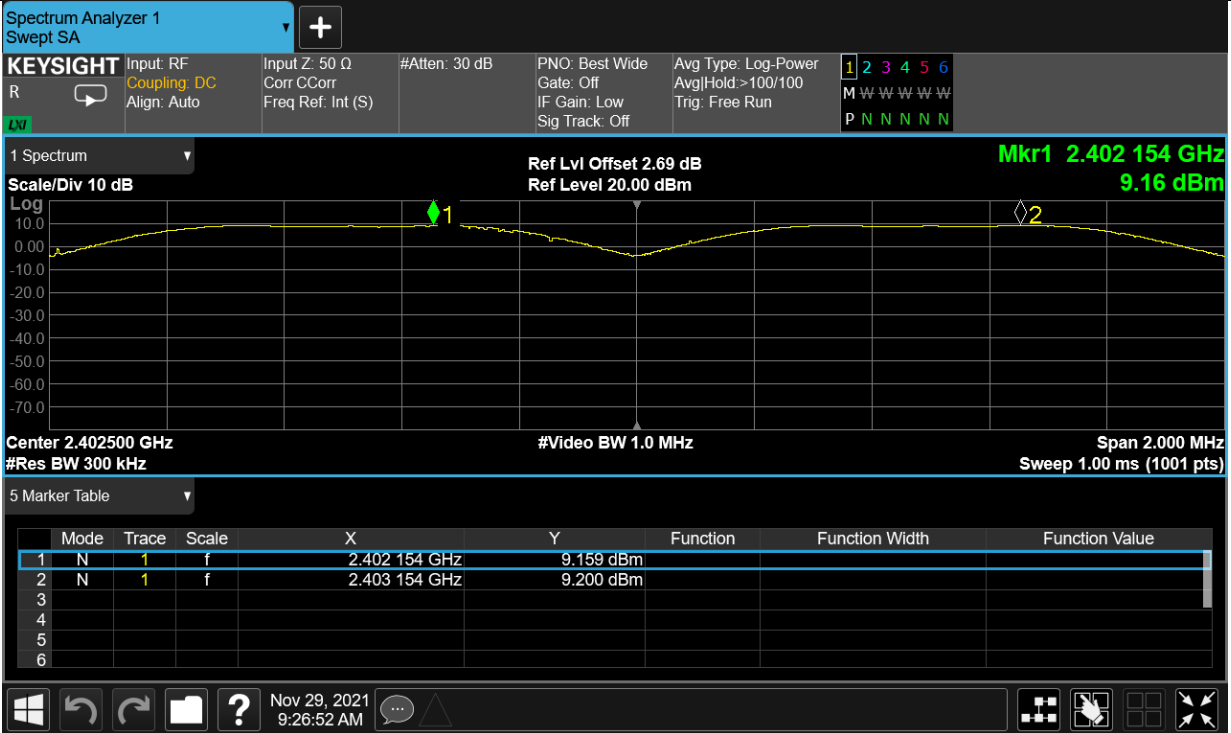 Spectrum Analyzer 1
Swept SA
+
KEYSIGHT
R
LXI
Input: RF
Coupling: DC
Align: Auto
Input Z: 50 Ω
Corr CCorr
Freq Ref: Int (S)
#Atten: 30 dB
PNO: Best Wide
Gate: Off
IF Gain: Low
Sig Track: Off
Avg Type: Log-Power
Avg|Hold:>100/100
Trig: Free Run
1 2 3 4 5 6
M W W W W W
P N N N N N
1 Spectrum
Scale/Div 10 dB
Ref Lvl Offset 2.69 dB
Ref Level 20.00 dBm
Mkr1 2.402 154 GHz
9.16 dBm
Log
1
2
10.0
0.00
-10.0
-20.0
-30.0
-40.0
-50.0
-60.0
-70.0
Center 2.402500 GHz
#Video BW 1.0 MHz
Span 2.000 MHz
#Res BW 300 kHz
Sweep 1.00 ms (1001 pts)
5 Marker Table
Mode Trace Scale X Y Function Function Width Function Value
1 N 1 f 2.402 154 GHz 9.159 dBm
2 N 1 f 2.403 154 GHz 9.200 dBm
3
4
5
6
?
Nov 29, 2021
9:26:52 AM